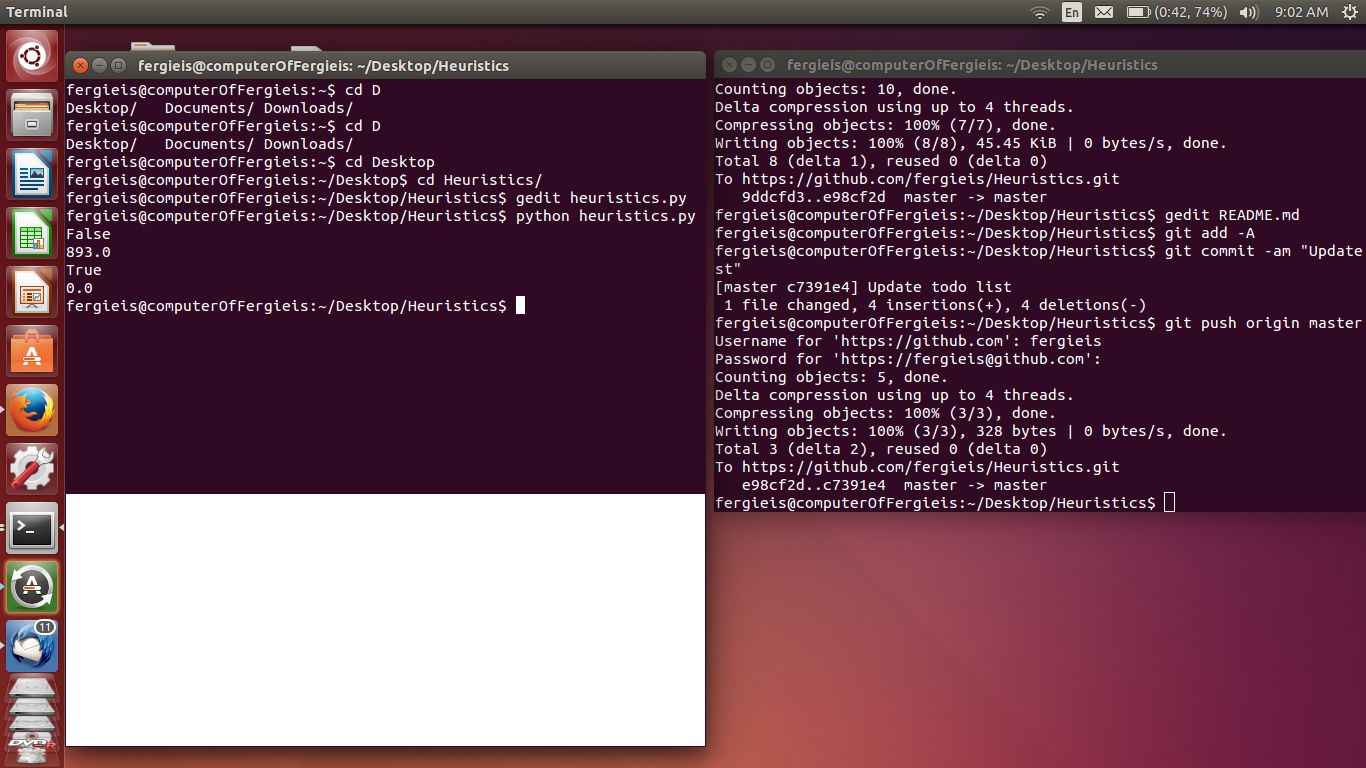 Terminal
En
(0:42, 74%)
9:02 AM
fergieis@computerOfFergieis: ~/Desktop/Heuristics
fergieis@computerOfFergieis:~$ cd D
Desktop/   Documents/ Downloads/
fergieis@computerOfFergieis:~$ cd D
Desktop/   Documents/ Downloads/
fergieis@computerOfFergieis:~$ cd Desktop
fergieis@computerOfFergieis:~/Desktop$ cd Heuristics/
fergieis@computerOfFergieis:~/Desktop/Heuristics$ gedit heuristics.py
fergieis@computerOfFergieis:~/Desktop/Heuristics$ python heuristics.py
False
893.0
True
0.0
fergieis@computerOfFergieis:~/Desktop/Heuristics$
fergieis@computerOfFergieis: ~/Desktop/Heuristics
Counting objects: 10, done.
Delta compression using up to 4 threads.
Compressing objects: 100% (7/7), done.
Writing objects: 100% (8/8), 45.45 KiB | 0 bytes/s, done.
Total 8 (delta 1), reused 0 (delta 0)
To https://github.com/fergieis/Heuristics.git
   9ddcfd3..e98cf2d  master -> master
fergieis@computerOfFergieis:~/Desktop/Heuristics$ gedit README.md
fergieis@computerOfFergieis:~/Desktop/Heuristics$ git add -A
fergieis@computerOfFergieis:~/Desktop/Heuristics$ git commit -am "Update
st"
[master c7391e4] Update todo list
 1 file changed, 4 insertions(+), 4 deletions(-)
fergieis@computerOfFergieis:~/Desktop/Heuristics$ git push origin master
Username for 'https://github.com': fergieis
Password for 'https://fergieis@github.com':
Counting objects: 5, done.
Delta compression using up to 4 threads.
Compressing objects: 100% (3/3), done.
Writing objects: 100% (3/3), 328 bytes | 0 bytes/s, done.
Total 3 (delta 2), reused 0 (delta 0)
To https://github.com/fergieis/Heuristics.git
   e98cf2d..c7391e4  master -> master
fergieis@computerOfFergieis:~/Desktop/Heuristics$
11